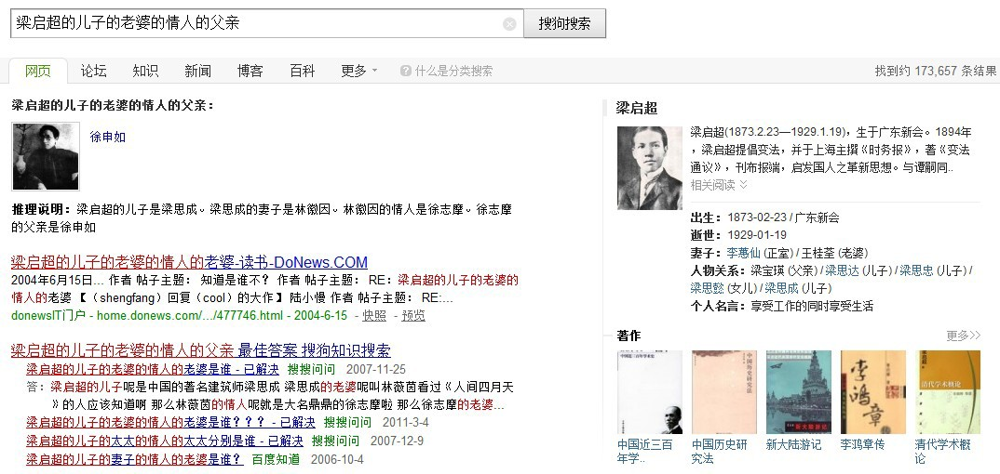 梁启超的儿子的老婆的情人的父亲
搜狗搜索
网页 论坛 知识 新闻 博客 百科 更多 什么是分类搜索 找到约 173,657 条结果
梁启超的儿子的老婆的情人的父亲：
徐申如
推理说明：梁启超的儿子是梁思成。梁思成的妻子是林徽因。林徽因的情人是徐志摩。徐志摩
的父亲是徐申如
梁启超的儿子的老婆的情人的老婆-读书-DoNews.COM
2004年6月15日... 作者 帖子主题： 知道是谁不？ 作者 帖子主题： RE：梁启超的儿子的老婆的
情人的老婆 【 （shengfang）回复（cool）的大作】 陆小慢 作者 帖子主题： RE:...
donewsIT门户 - home.donews.com/.../477746.html - 2004-6-15 - 快照 - 预览
梁启超的儿子的老婆的情人的父亲 最佳答案 搜狗知识搜索
梁启超的儿子的老婆的情人的老婆是谁 - 已解决 搜搜问问 2007-11-25
答： 梁启超的儿子呢是中国的著名建筑师梁思成 梁思成的老婆呢叫林薇茵看过《人间四月天
》的人应该知道啊 那么林薇茵的情人呢就是大名鼎鼎的徐志摩啦 那么徐志摩的老婆...
梁启超的儿子的老婆的情人的老婆是谁？？？ - 已解决 搜搜问问 2011-3-4
梁启超的儿子的太太的情人的太太分别是谁 - 已解决 搜搜问问 2007-12-9
梁启超的儿子的妻子的情人的老婆是谁？ 百度知道 2006-10-4
梁启超
梁启超(1873.2.23—1929.1.19)，生于广东新会。1894年
，梁启超提倡变法，并于上海主撰《时务报》，著《变法
通议》，刊布报端，启发国人之革新思想。与谭嗣同..
相关阅读
出生：1873-02-23 / 广东新会
逝世：1929-01-19
妻子：李蕙仙 (正室) / 王桂荃 (老婆)
人物关系：梁宝瑛 (父亲) / 梁思达 (儿子) / 梁思忠 (儿子) /
梁思懿 (女儿) / 梁思成 (儿子)
个人名言：享受工作的同时享受生活
著作 更多>>
中国近三百年学术史
中国历史研究法
新大陆游记
李鸿章
清代学术概论
中国近三百
年学..
中国历史研
究法
新大陆游记
李鸿章传
清代学术概
论